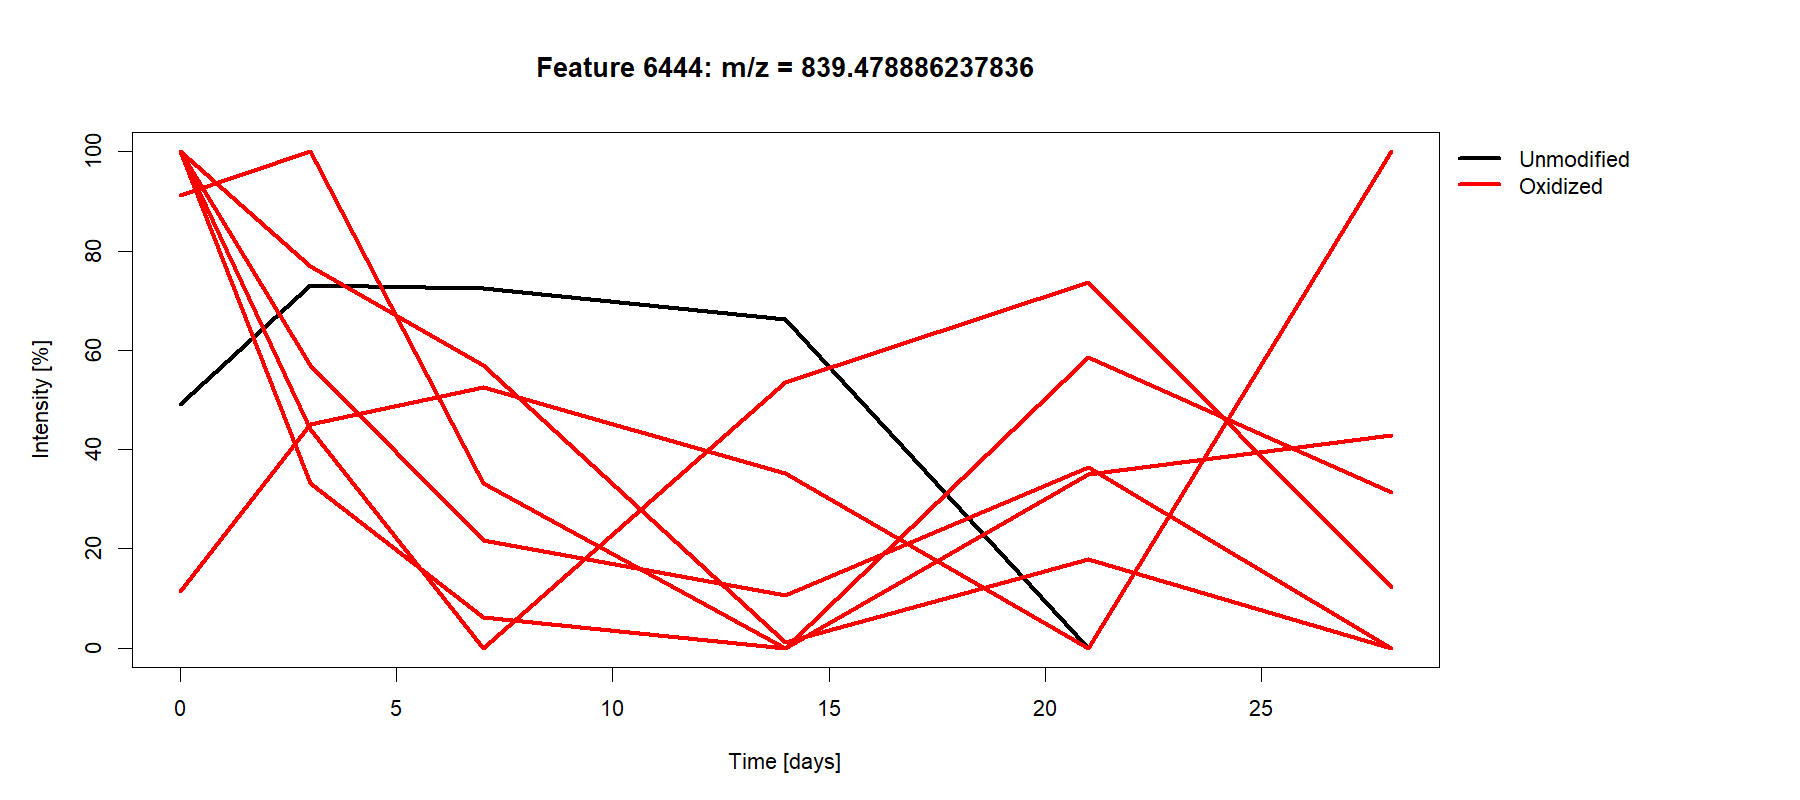 Feature 6444: m/z = 839.478886237836
Unmodified
Oxidized
Intensity [%]
100
80
60
40
20
0
0 5 10 15 20 25
Time [days]